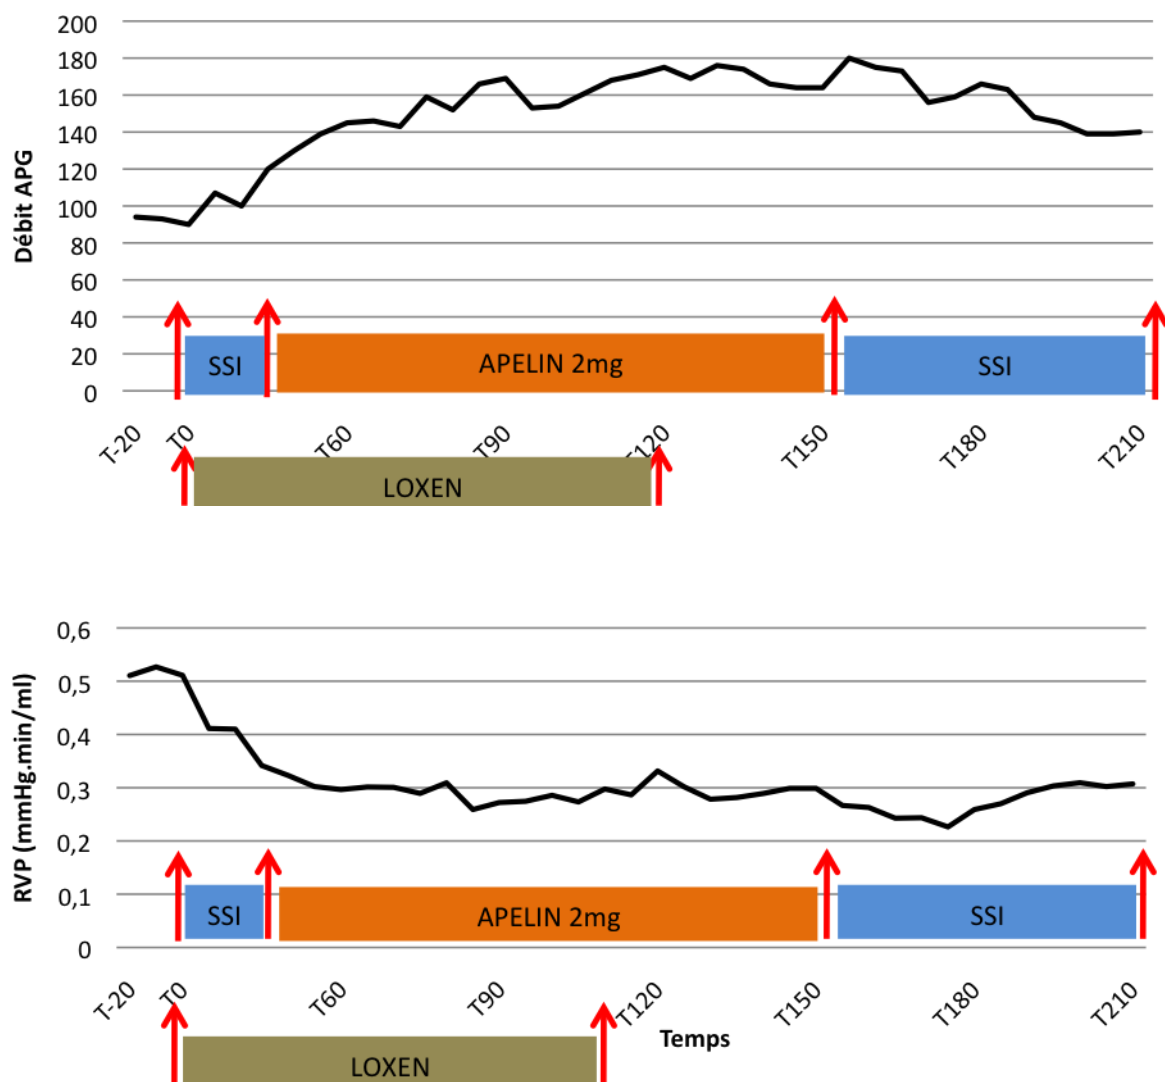 200
180
160
140
120
100
80
60
40
20
0
Débit APG
SSI
APELIN 2mg
SSI
T-20
T0
T60
T90
T120
T150
T180
T210
LOXEN
0,6
0,5
0,4
0,3
0,2
0,1
0
RVP (mmHg.min/ml)
SSI
APELIN 2mg
SSI
T-20
T0
T60
T90
T120
T150
T180
T210
Temps
LOXEN